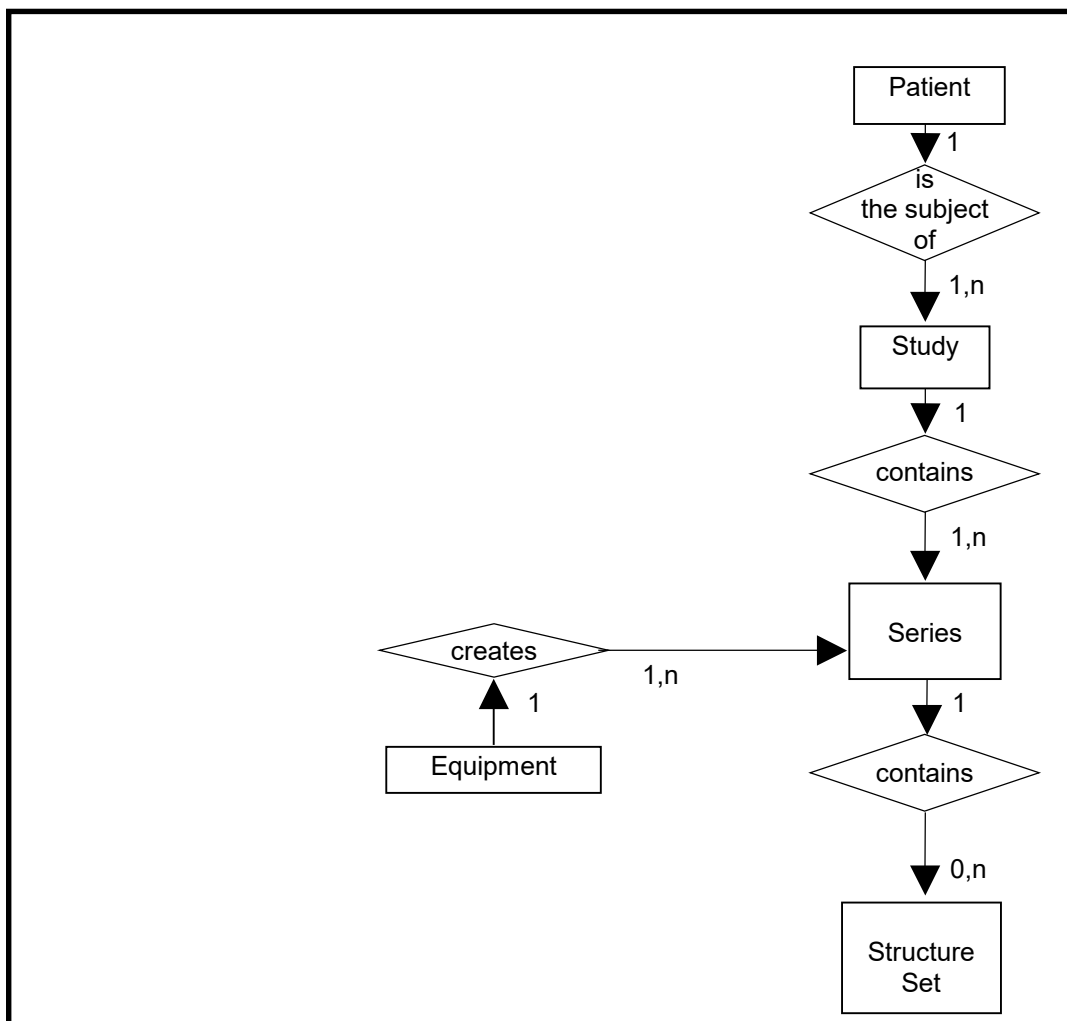 Patient
1
is
the subject
of
1,n
Study
1
contains
1,n
Series
creates
1,n
1
1
Equipment
contains
0,n
Structure
Set